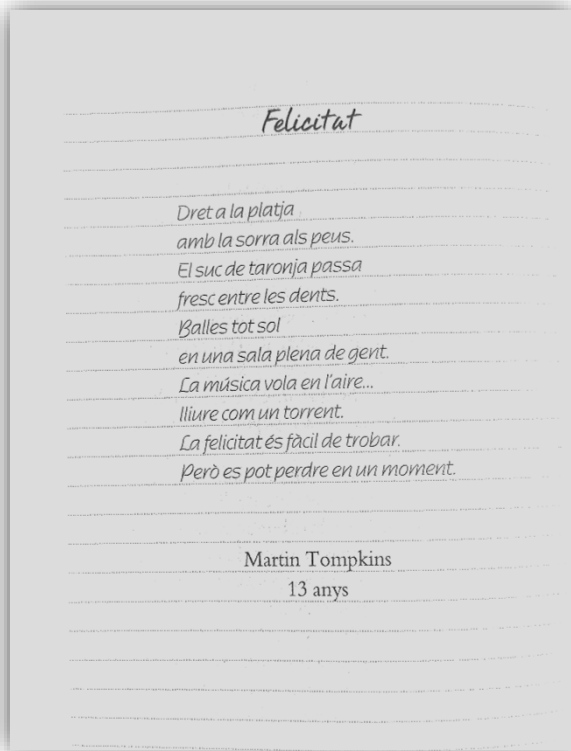 Felicitat
Dret a la platja
amb la sorra als peus.
El suc de taronja passa
fresc entre les dents.
Balles tot sol
en una sala plena de gent.
La música vola en l'aire...
lliure com un torrent.
La felicitat és fàcil de trobar.
Però es pot perdre en un moment.
Martin Tompkins
13 anys